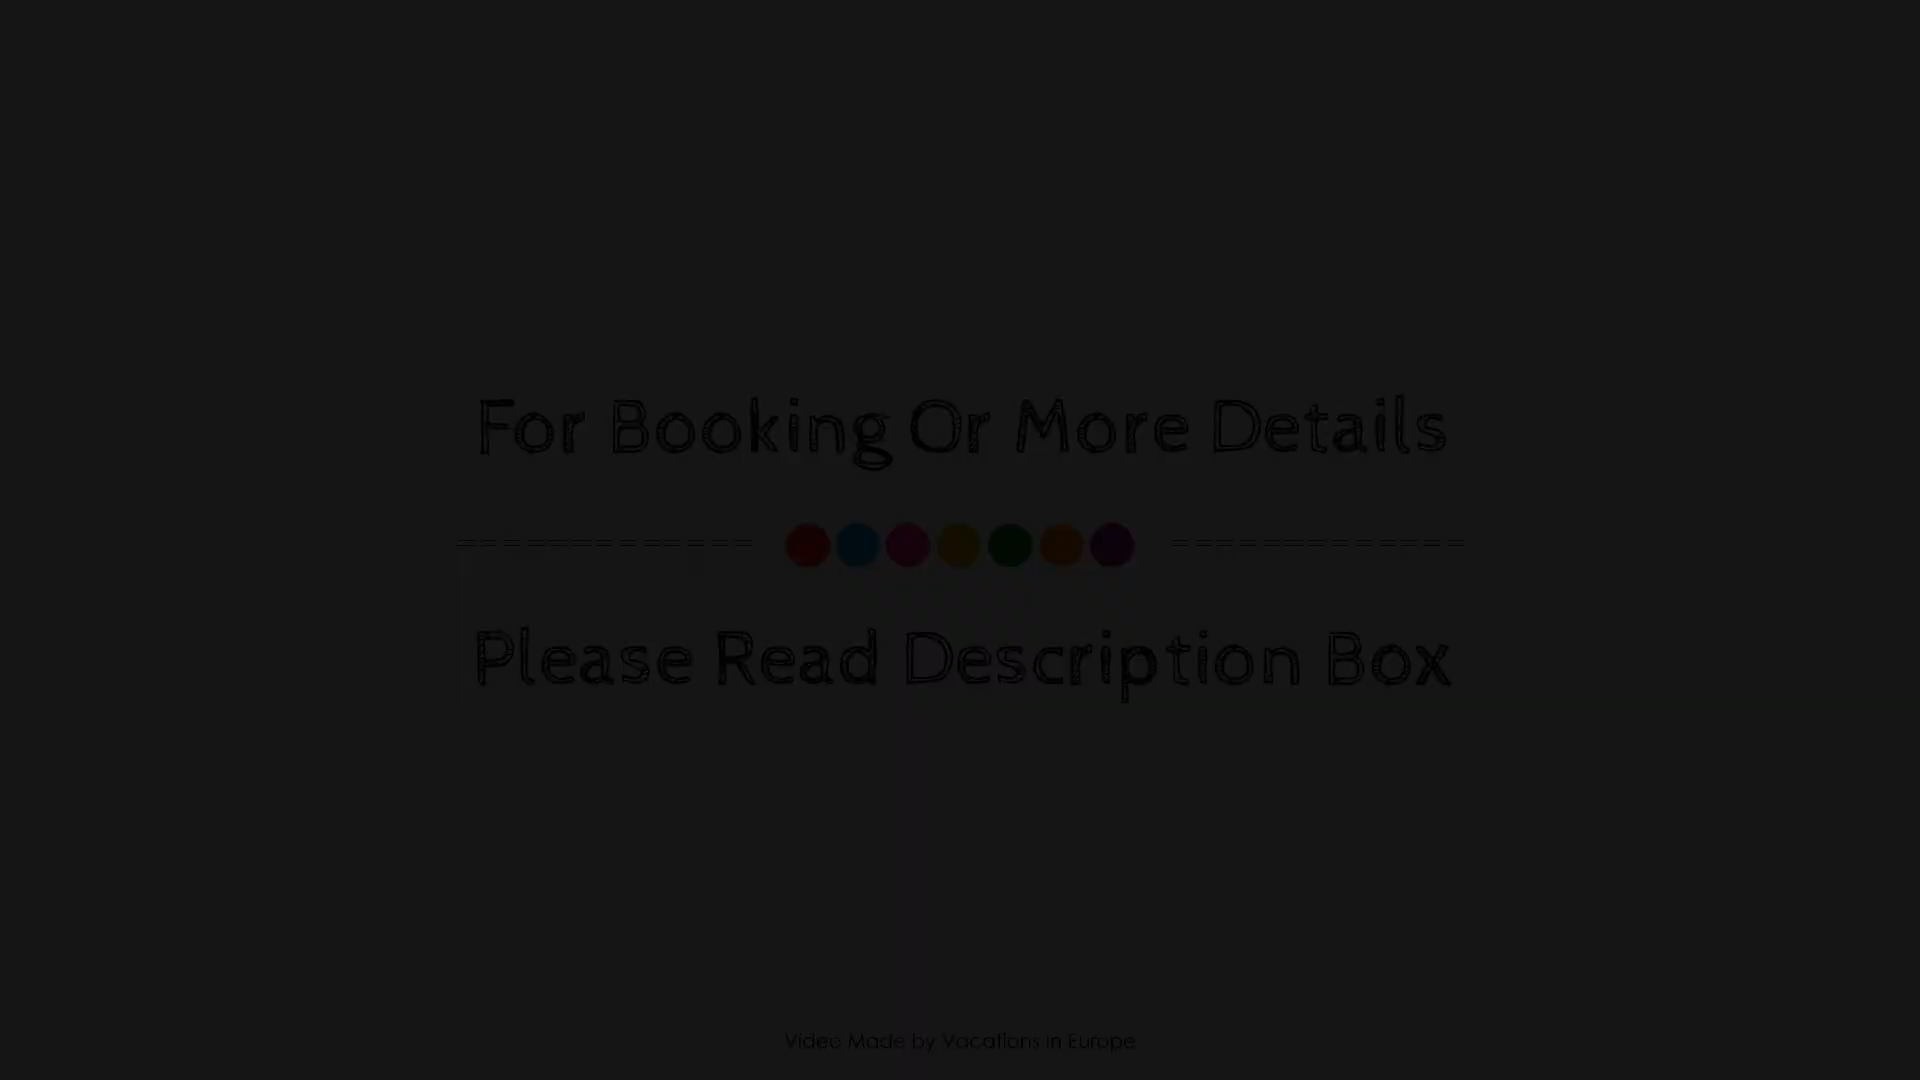 For Booking Or More Details
Please Read Description Box
Video Made by Vacations in Europe